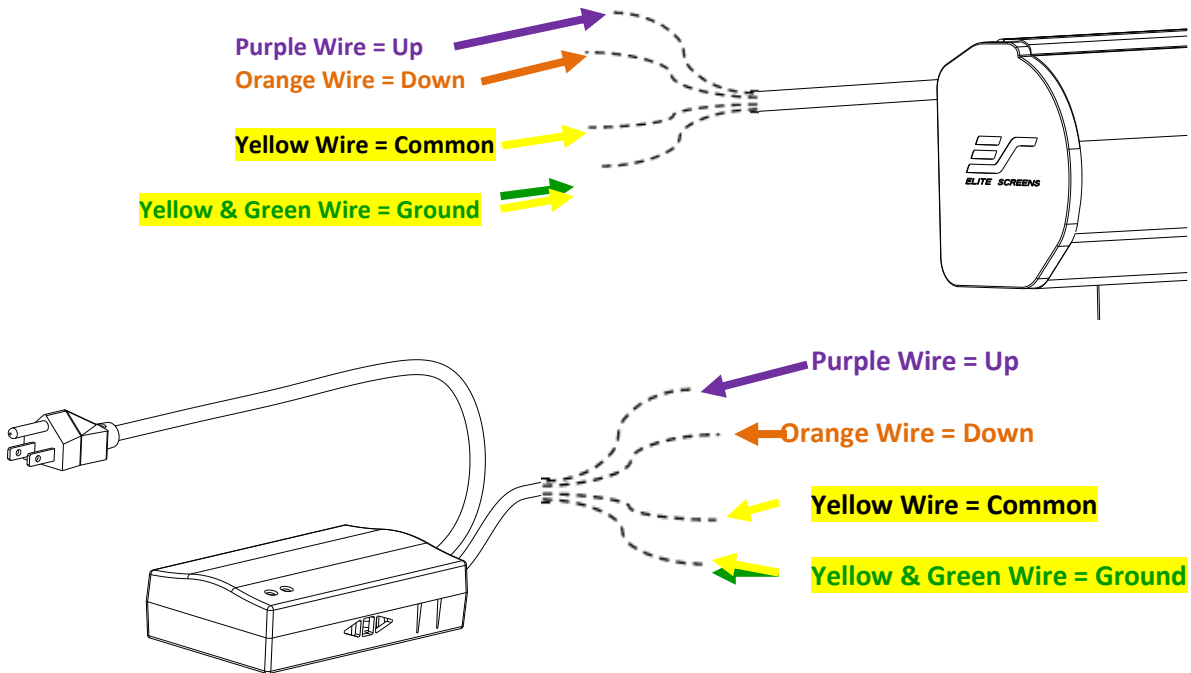 Purple Wire = Up
Orange Wire = Down
Yellow Wire = Common
Yellow & Green Wire = Ground
ES
ELITE SCREENS
Purple Wire = Up
Orange Wire = Down
Yellow Wire = Common
Yellow & Green Wire = Ground